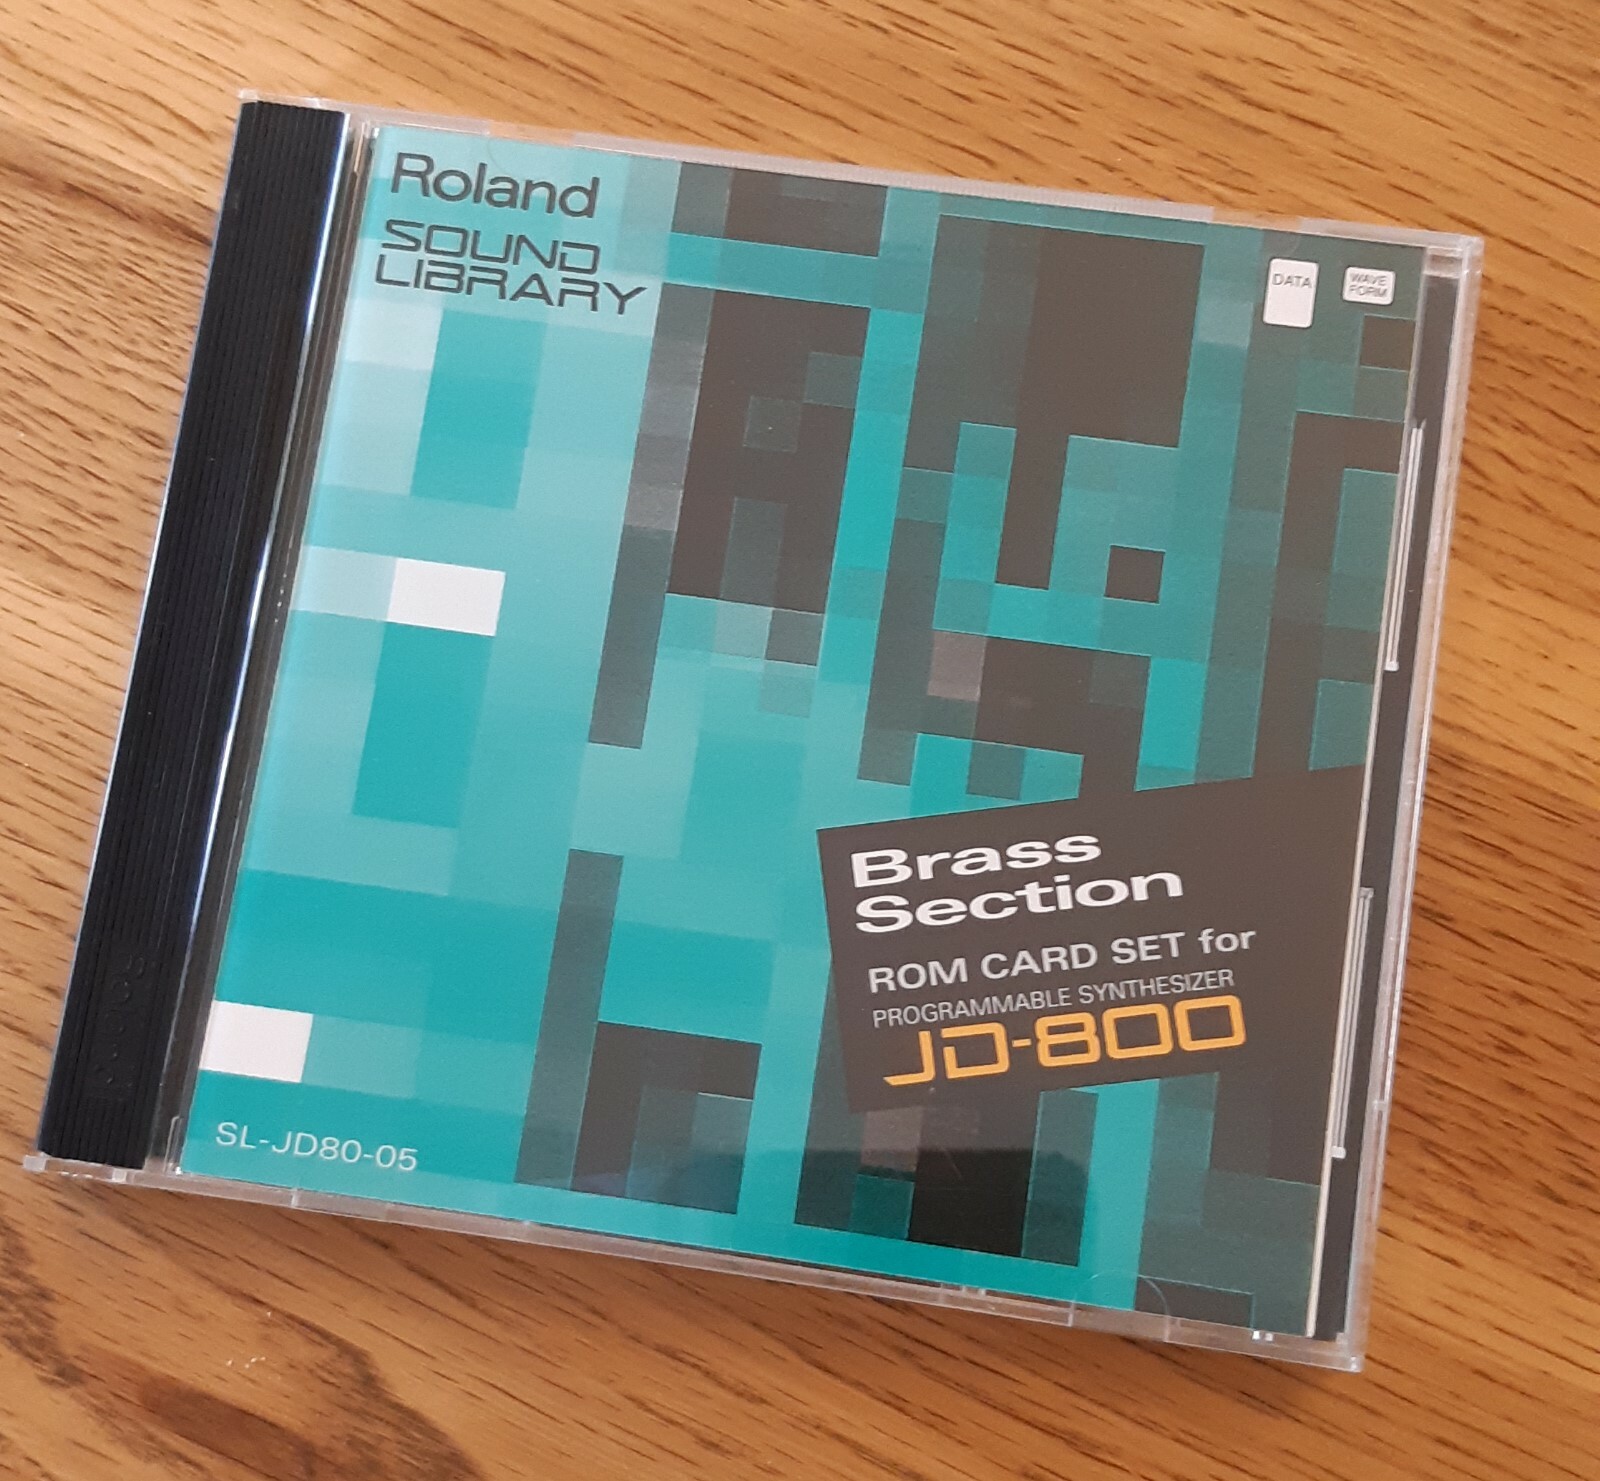 Roland
SOUND
LIBRARY
DATA
WAVE
FORM
Brass
Section
ROM CARD SET for
PROGRAMMABLE SYNTHESIZER
JD-800
SL-JD80-05